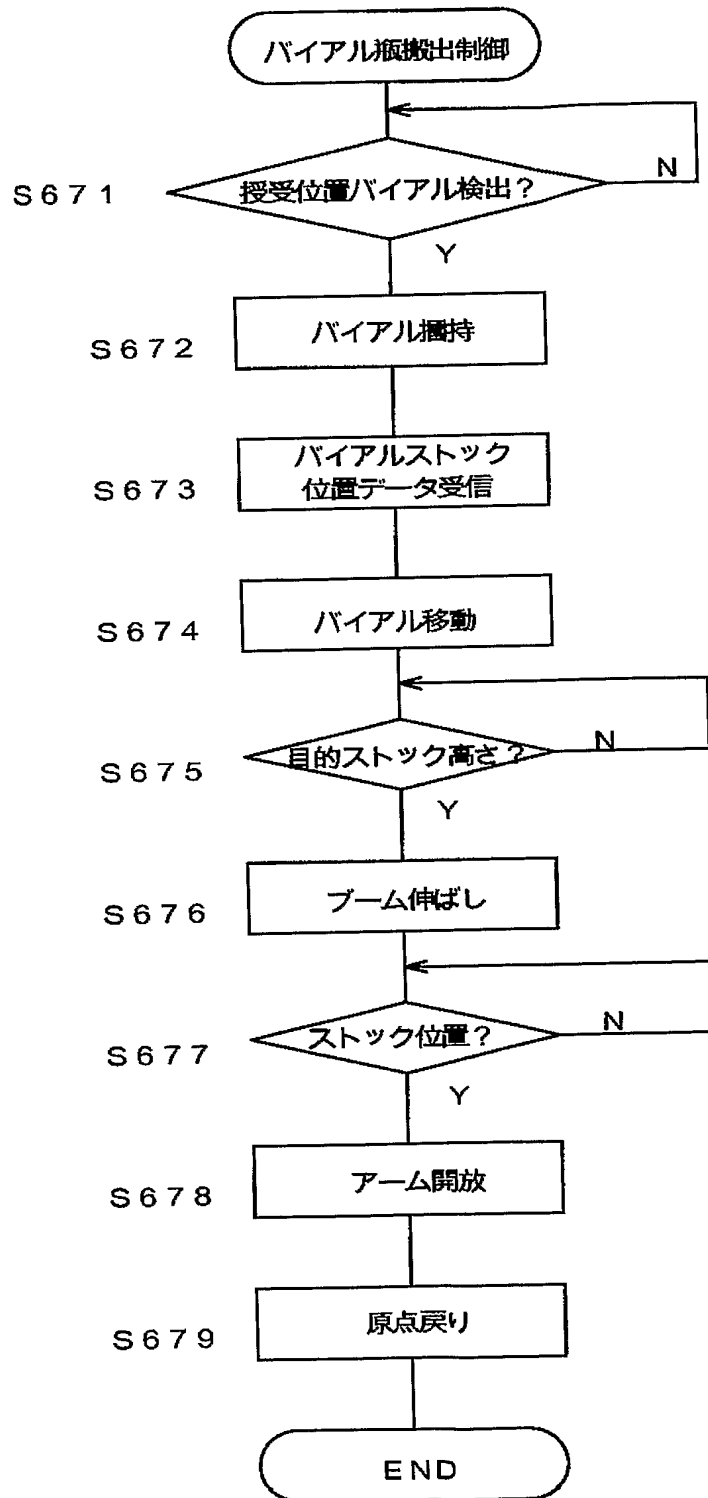 バイアル瓶搬出制御
S671
授受位置バイアル検出？
N
Y
S672
バイアル掴持
S673
バイアルストック
位置データ受信
S674
バイアル移動
S675
目的ストック高さ？
N
Y
S676
ブーム伸ばし
S677
ストック位置？
N
Y
S678
アーム開放
S679
原点戻り
END